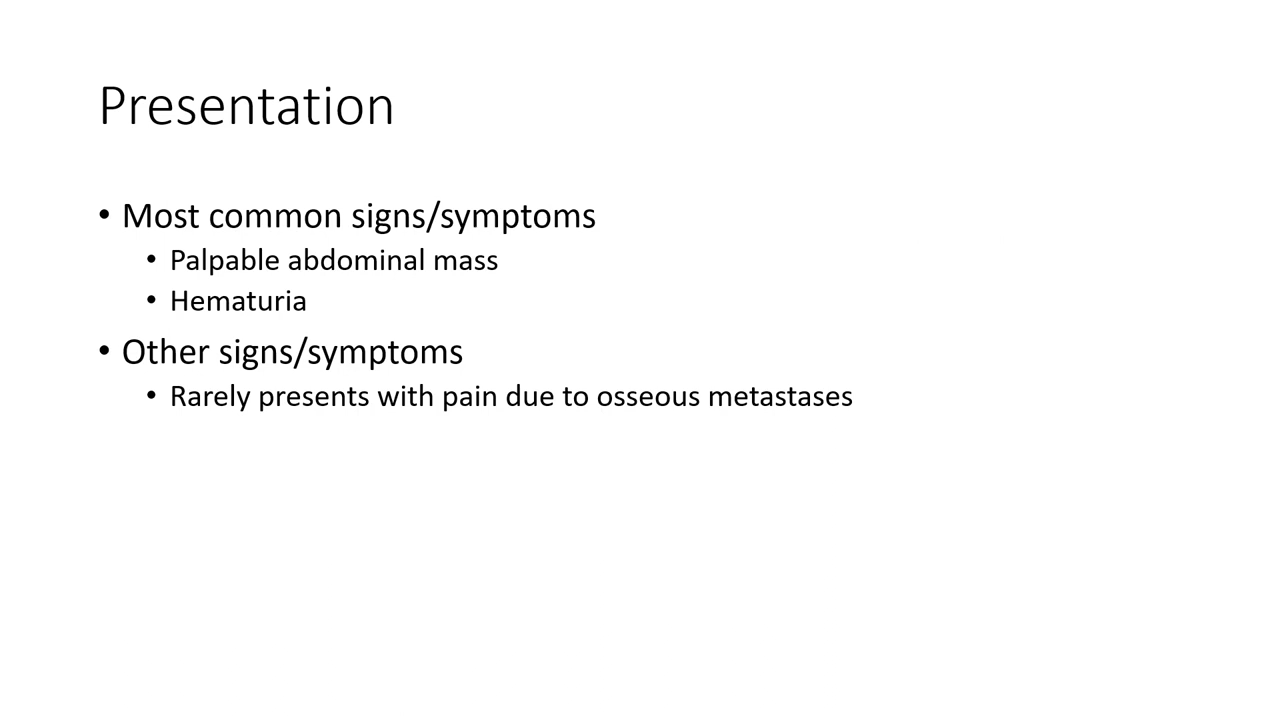 Presentation
• Most common signs/symptoms
• Palpable abdominal mass
• Hematuria
• Other signs/symptoms
• Rarely presents with pain due to osseous metastases